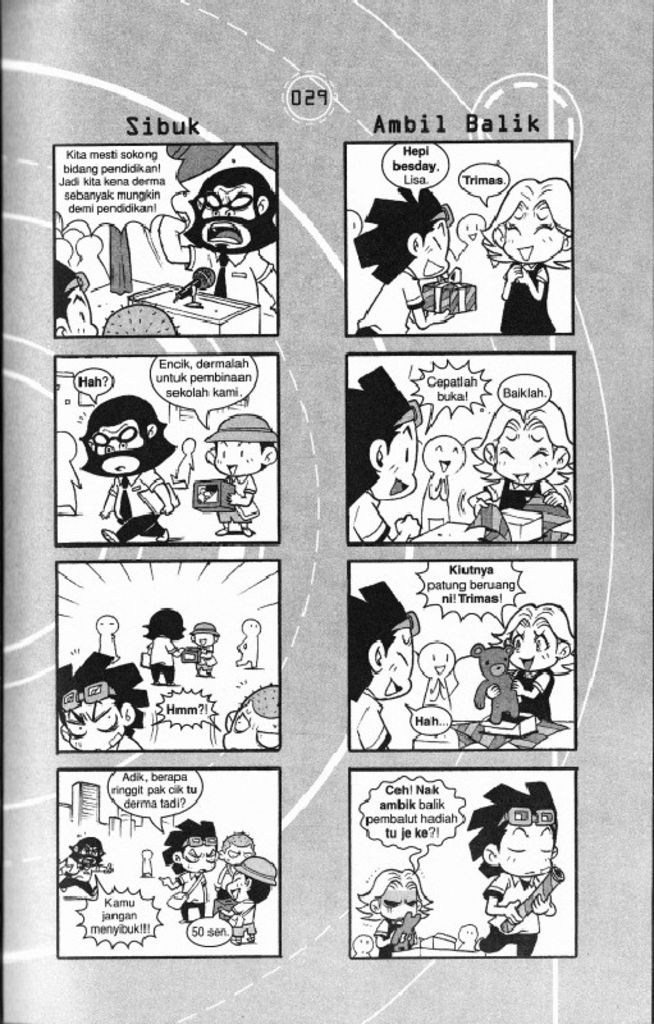 029
Sibuk
Kita mesti sokong
bidang pendidikan!
Jadi kita kena derma
sebanyak mungkin
demi pendidikan!
Hah?
Encik, dermalah
untuk pembinaan
sekolah kami.
Hmm?!
Adik, berapa
ringgit pak cik tu
derma tadi?
Kamu
jangan
menyibuk!!!
50 sen.
Ambil Balik
Hepi
besday,
Lisa.
Trimas.
Cepatlah
buka!
Baiklah.
Kiutnya
patung beruang
ni! Trimas!
Hah...
Ceh! Nak
ambik balik
pembalut hadiah
tu je ke?!